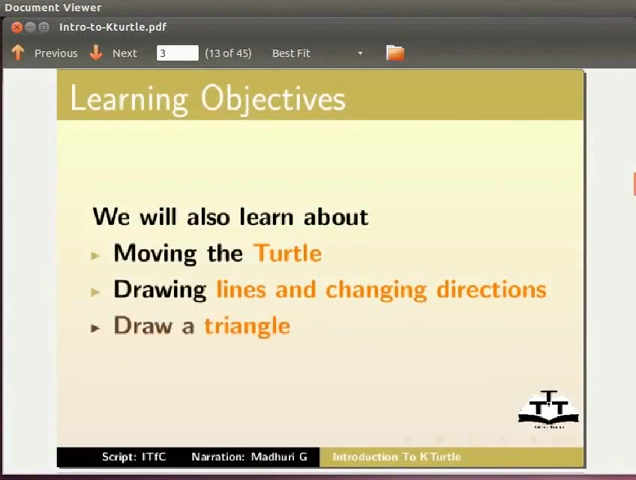 Document Viewer
Intro-to-Kturtle.pdf
Previous Next 3 (13 of 45) Best Fit
Learning Objectives
We will also learn about
Moving the Turtle
Drawing lines and changing directions
Draw a triangle
Script: ITfC Narration: Madhuri G Introduction To KTurtle